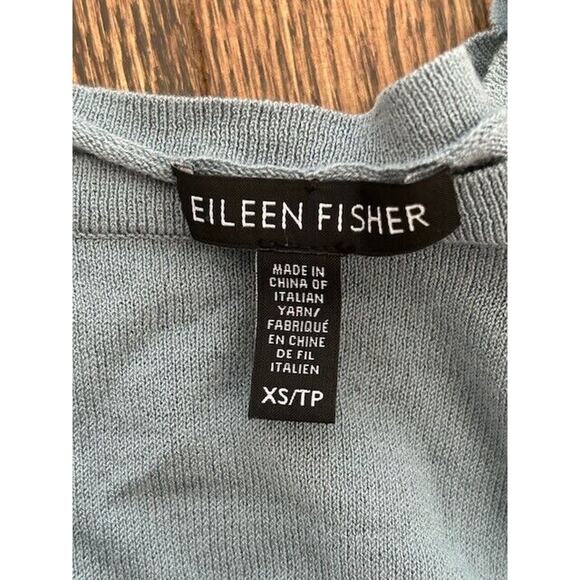 EILEEN FISHER
MADE IN
CHINA OF
ITALIAN
YARN/
FABRIQUÉ
EN CHINE
DE FIL
ITALIEN
XS/TP